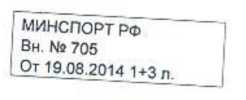 МИНСПОРТ РФ
Вн. № 705
От 19.08.2014 1+3 л.